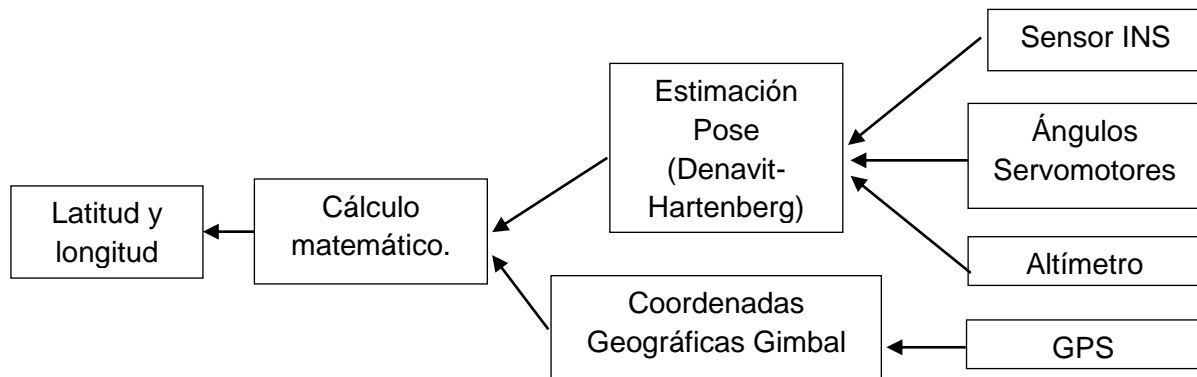 Sensor INS
Estimación
Pose
(Denavit-
Hartenberg)
Ángulos
Servomotores
Latitud y
longitud
Cálculo
matemático.
Altímetro
Coordenadas
Geográficas Gimbal
GPS